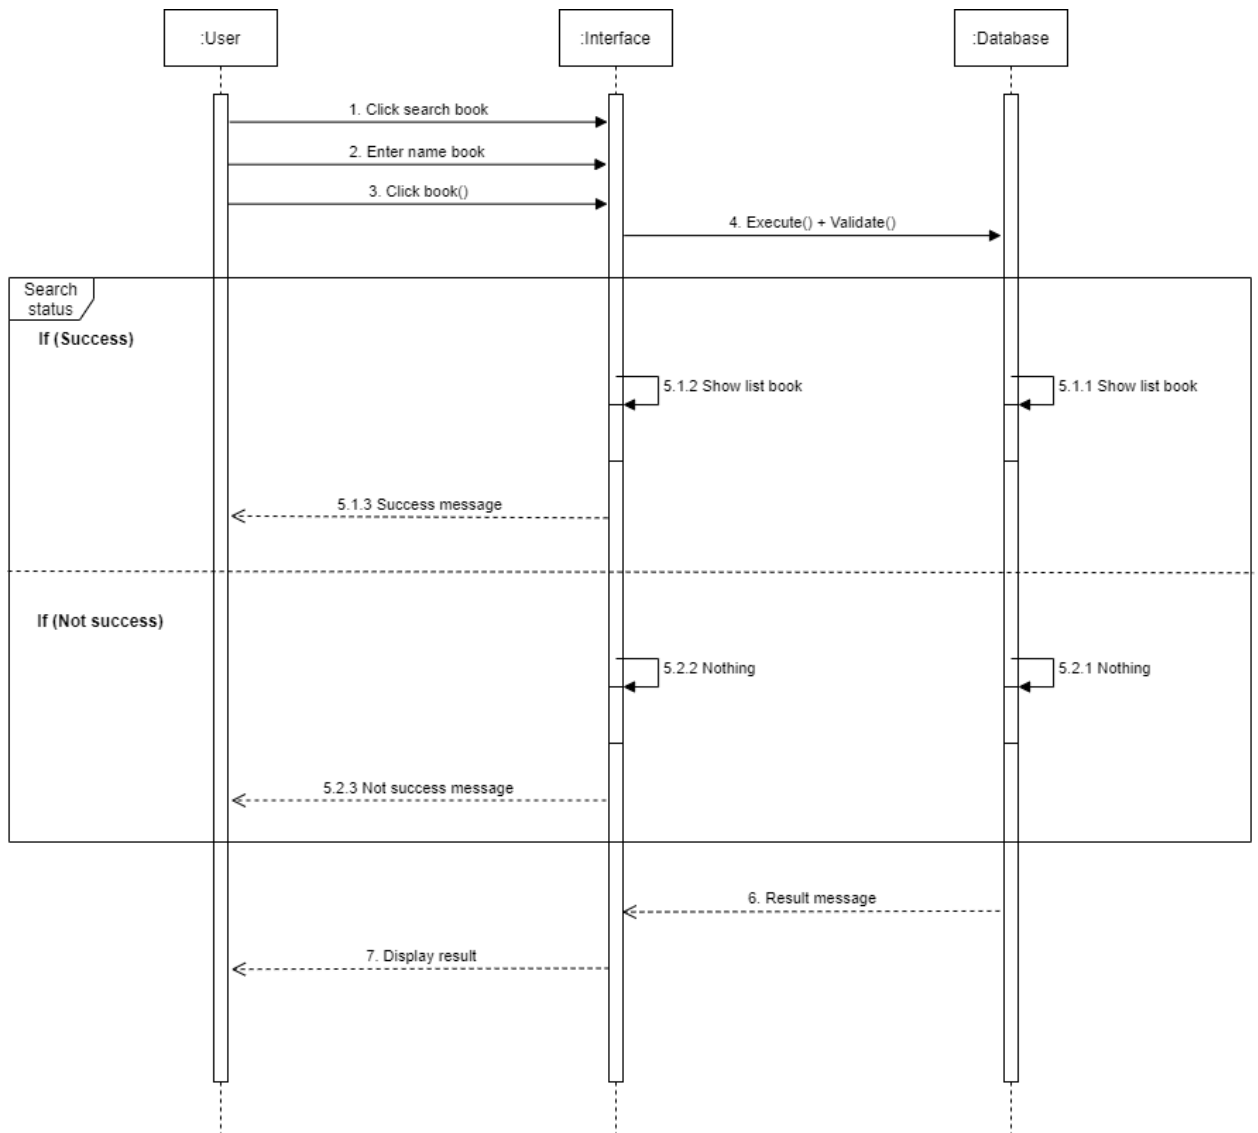 :User
:Interface
:Database
1. Click search book
2. Enter name book
3. Click book()
4. Execute() + Validate()
Search
status
If (Success)
5.1.2 Show list book
5.1.1 Show list book
5.1.3 Success message
If (Not success)
5.2.2 Nothing
5.2.1 Nothing
5.2.3 Not success message
6. Result message
7. Display result